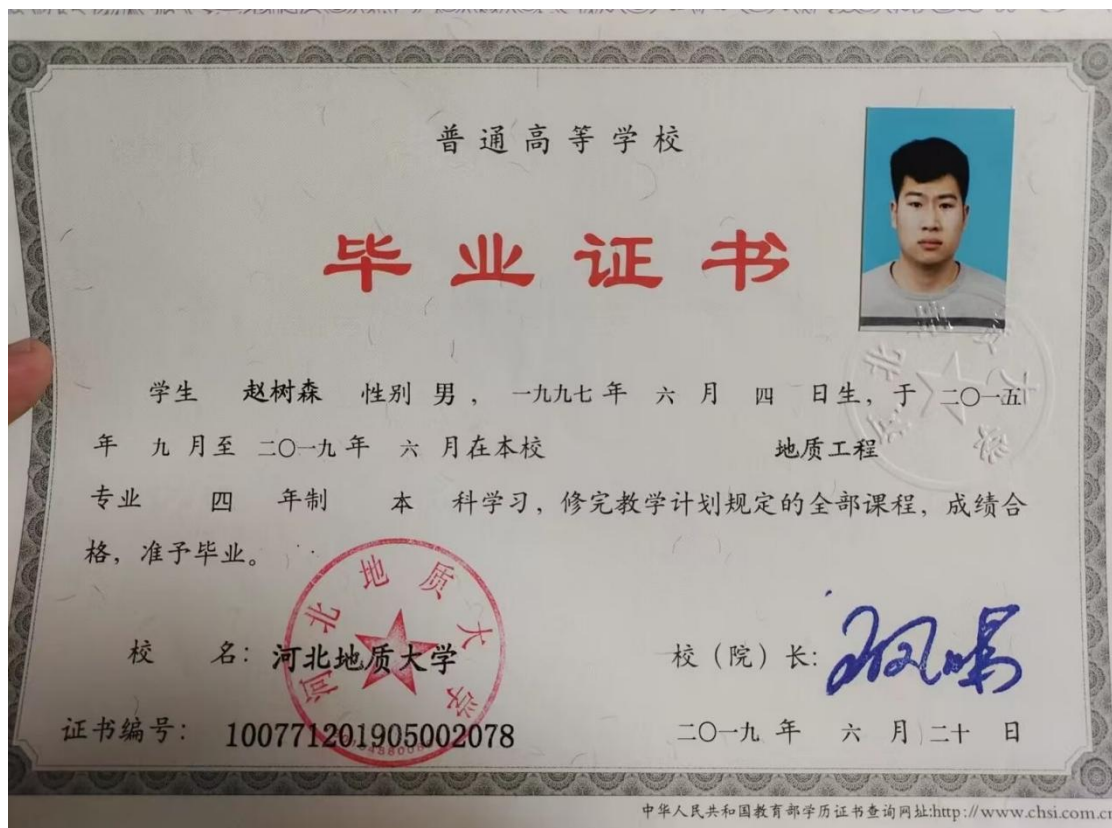 普通高等学校
毕业证书
学生 赵树森 性别 男, 一九九七年 六 月 四 日生, 于 二〇一五
年 九 月至 二〇一九 年 六 月在本校 地质工程
专业 四 年制 本 科学习, 修完教学计划规定的全部课程, 成绩合
格, 准予毕业。
河北地质大学
校 名: 河北地质大学
校(院)长:
证书编号: 100771201905002078
二〇一九 年 六 月 二十 日
中华人民共和国教育部学历证书查询网址:http://www.chsi.com.cn